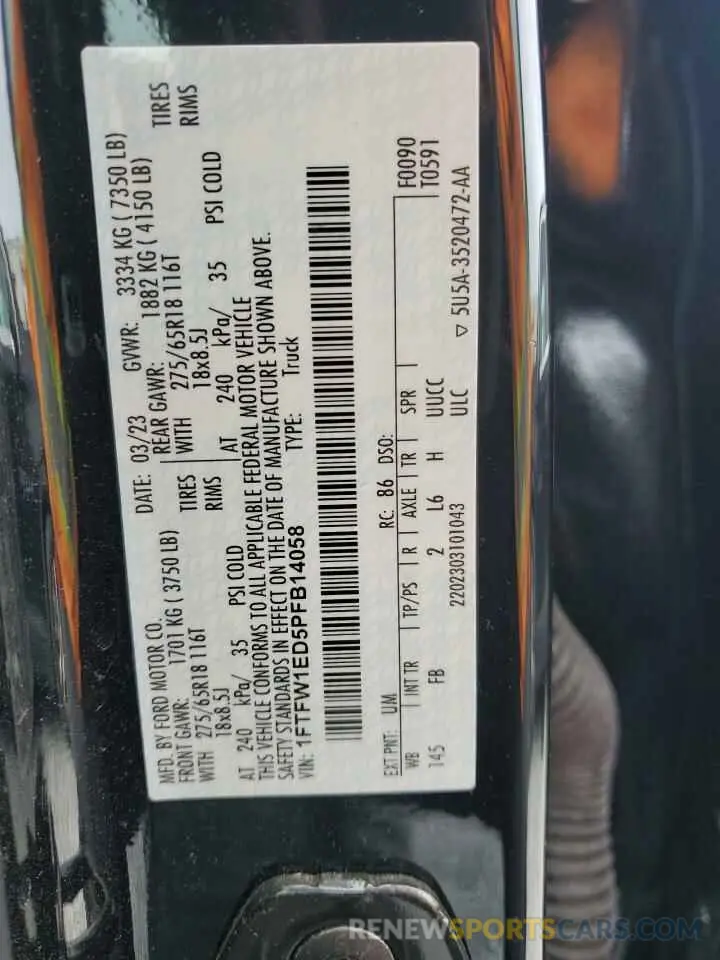 MFD. BY FORD MOTOR CO.
DATE: 03/23 GVWR: 3334 KG ( 7350 LB)
FRONT GAWR: 1701 KG ( 3750 LB)
REAR GAWR: 1882 KG ( 4150 LB)
WITH 275/65R18 116T TIRES
WITH 275/65R18 116T TIRES
18x8.5J RIMS
18x8.5J RIMS
AT 240 kPa/ 35 PSI COLD
AT 240 kPa/ 35 PSI COLD
THIS VEHICLE CONFORMS TO ALL APPLICABLE FEDERAL MOTOR VEHICLE
SAFETY STANDARDS IN EFFECT ON THE DATE OF MANUFACTURE SHOWN ABOVE.
VIN: 1FTFW1ED5PFB14058 TYPE: Truck
EXT PNT: UM RC: 86 DSO: F0090
T0591
WB INT TR TP/PS R AXLE TR SPR
145 FB 2 L6 H UUCC
2202303101043 ULC ▽ 5U5A-3520472-AA
RENEWSPORTSCARS.COM